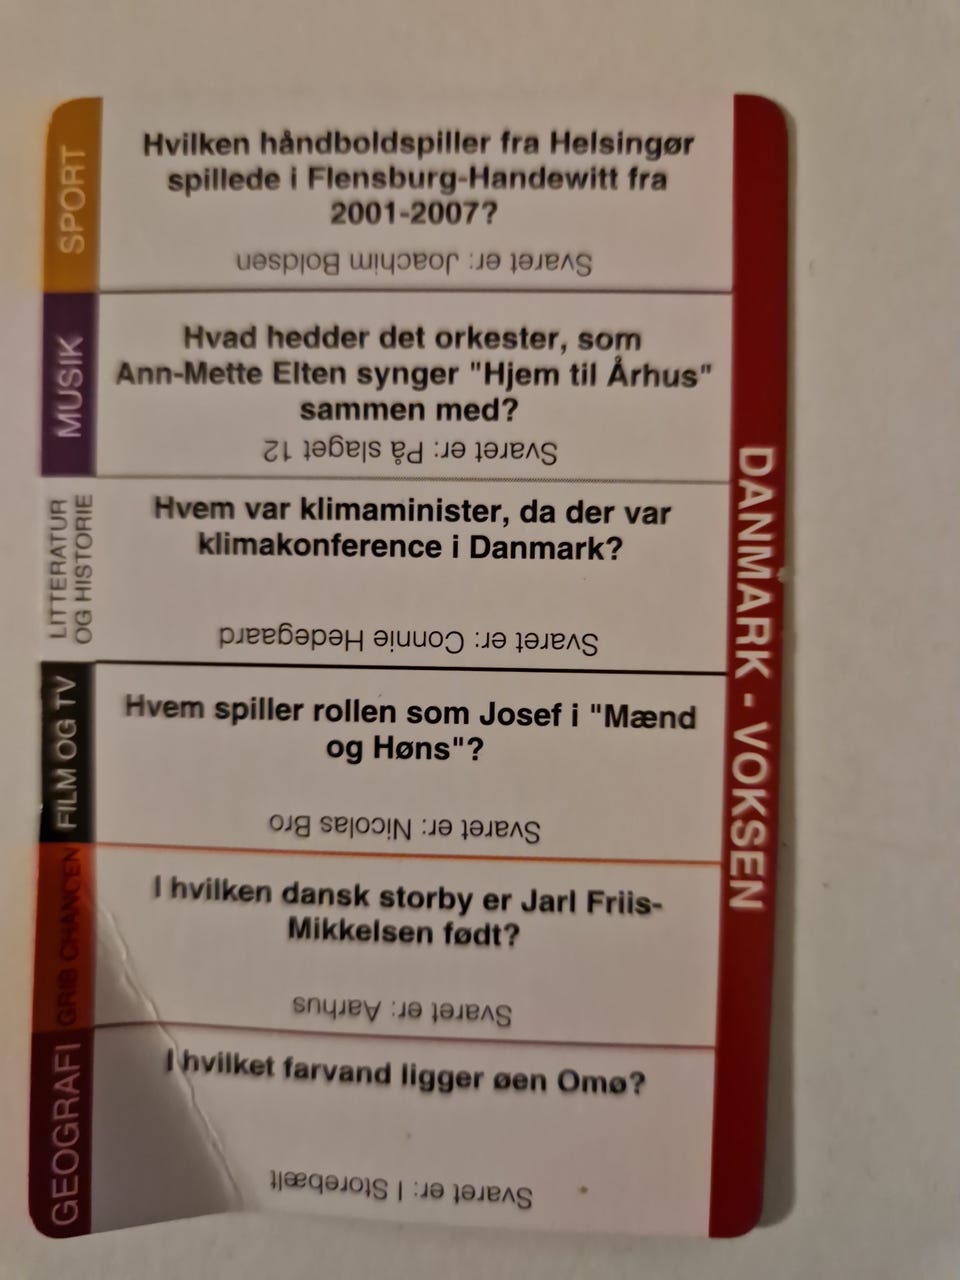 SPORT
Hvilken håndboldspiller fra Helsingør
spillede i Flensburg-Handewitt fra
2001-2007?
Svaret er: Joachim Boldsen
MUSIK
Hvad hedder det orkester, som
Ann-Mette Elten synger "Hjem til Århus"
sammen med?
Svaret er: På slaget 12
LITTERATUR
OG HISTORIE
Hvem var klimaminister, da der var
klimakonference i Danmark?
Svaret er: Connie Hedegaard
FILM OG TV
Hvem spiller rollen som Josef i "Mænd
og Høns"?
Svaret er: Nicolas Bro
GRIB CHANCEN
I hvilken dansk storby er Jarl Friis-
Mikkelsen født?
Svaret er: Aarhus
GEOGRAFI
I hvilket farvand ligger øen Omø?
Svaret er: I Storebælt
DANMARK - VOKSEN